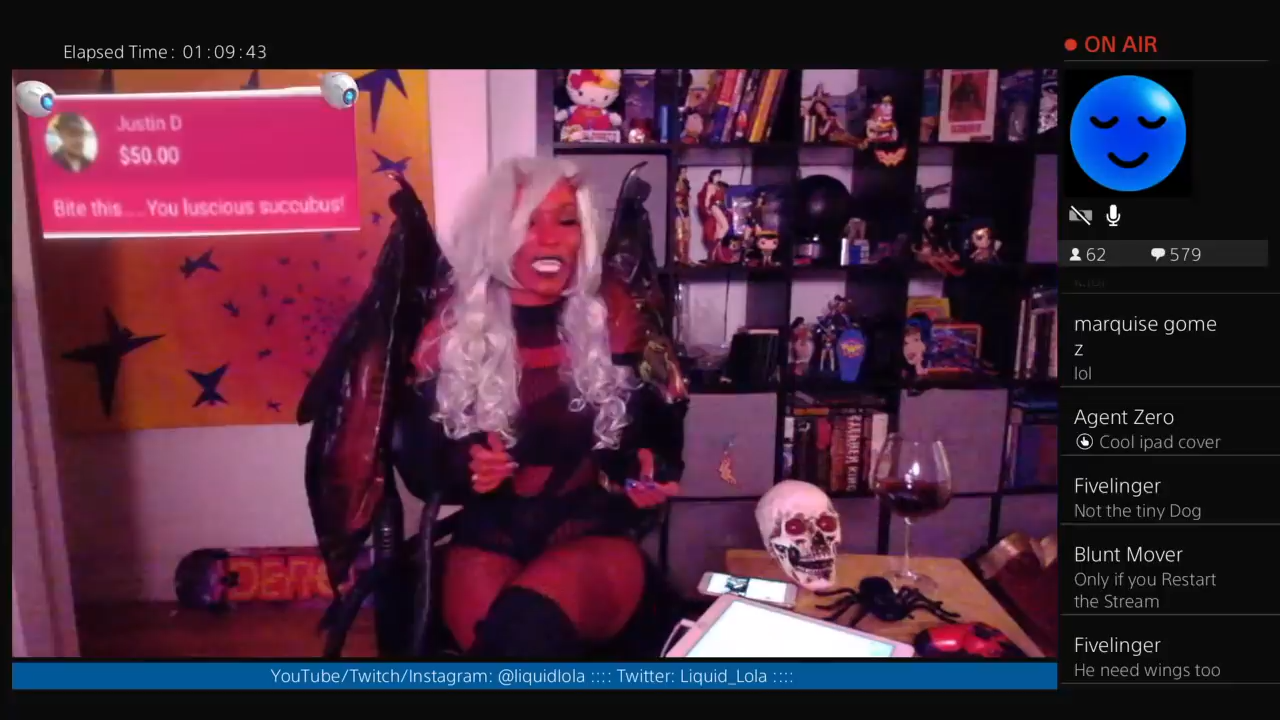 Elapsed Time: 01:09:43
ON AIR
Justin D
$50.00
Bite this.... You luscious succubus!
62
579
marquise gome
z
lol
Agent Zero
Cool ipad cover
Fivelinger
Not the tiny Dog
Blunt Mover
Only if you Restart
the Stream
Fivelinger
He need wings too
YouTube/Twitch/Instagram: @liquidlola :::: Twitter: Liquid_Lola ::::